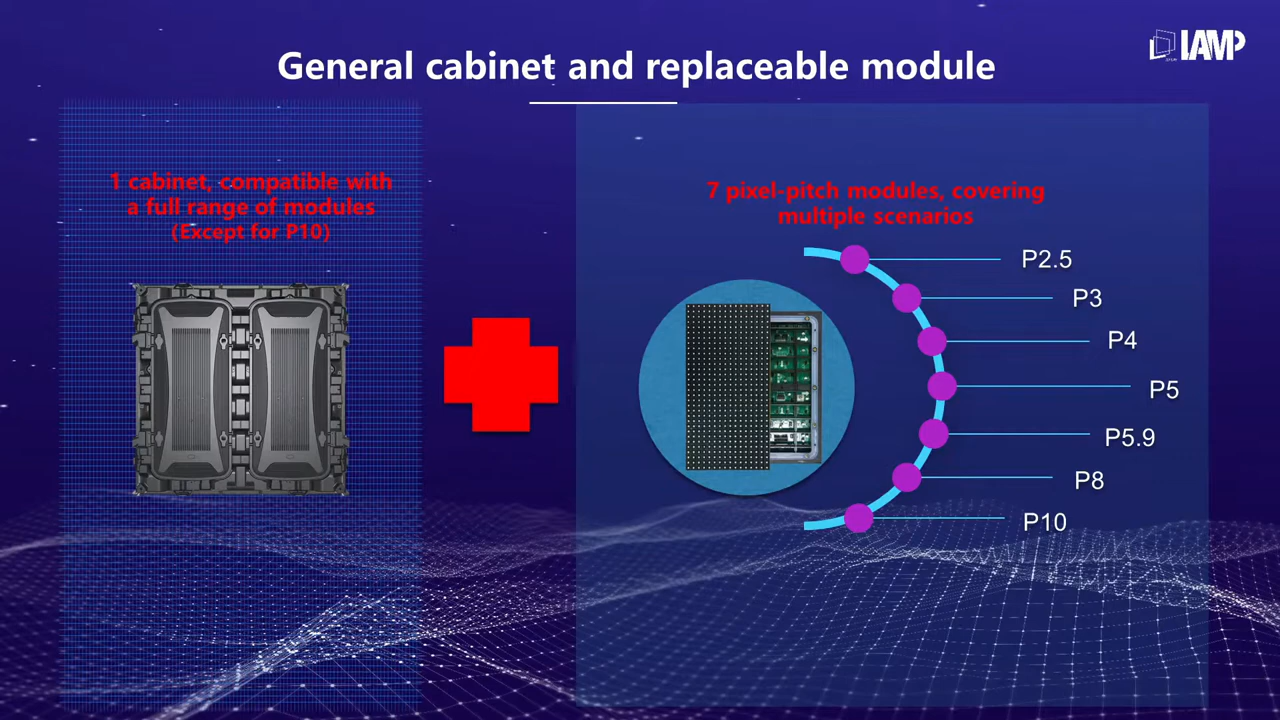 General cabinet and replaceable module
IAMP
1 cabinet, compatible with
a full range of modules
(Except for P10)
7 pixel-pitch modules, covering
multiple scenarios
P2.5
P3
P4
P5
P5.9
P8
P10